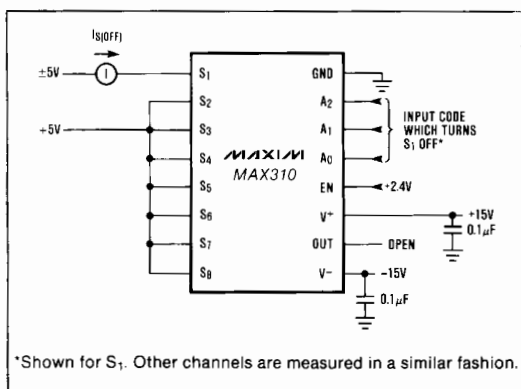 IS(OFF)
±5V
I
S1
GND
S2
A2
+5V
S3
A1
INPUT CODE
WHICH TURNS
S1 OFF*
S4
MAXIM
A0
MAX310
S5
EN
+2.4V
S6
V+
+15V
0.1µF
S7
OUT
OPEN
S8
V−
−15V
0.1µF
*Shown for S1. Other channels are measured in a similar fashion.